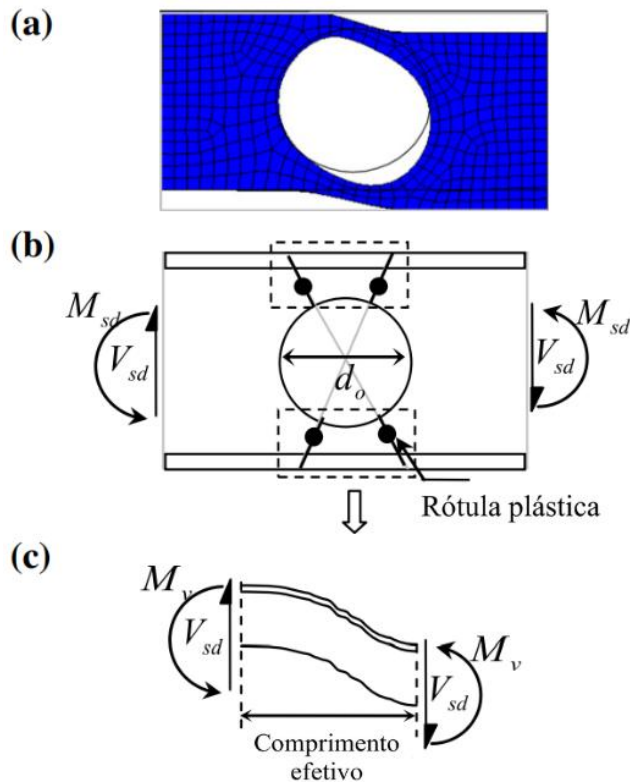 (a)
(b)
M_sd
V_sd
d_o
M_sd
V_sd
Rótula plástica
(c)
M_v
V_sd
M_v
V_sd
Comprimento
efetivo